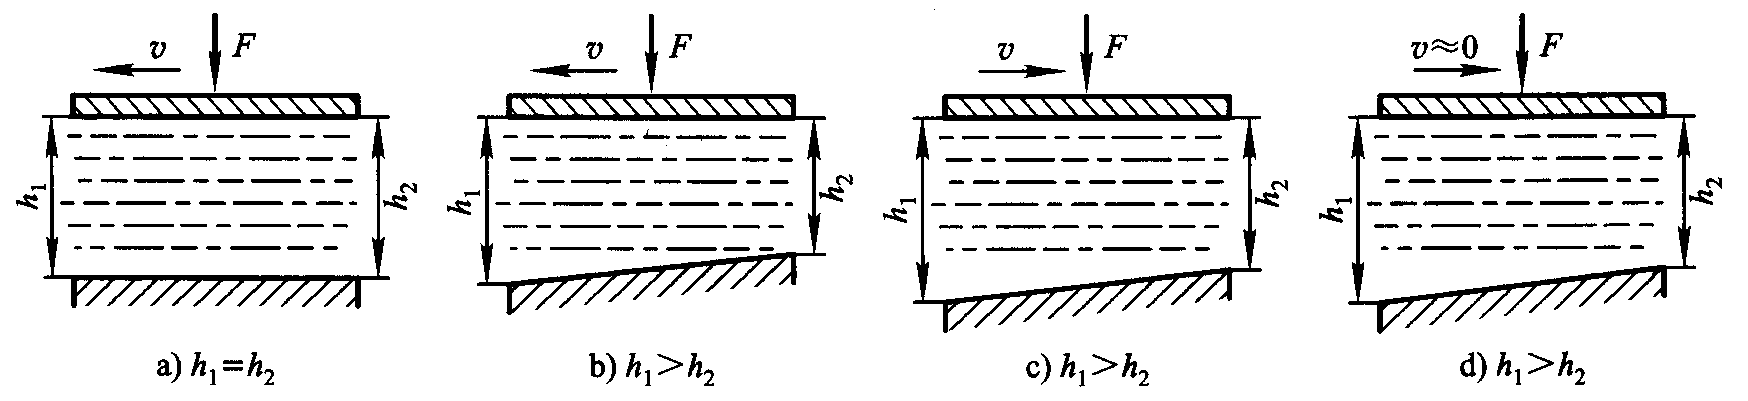 v F v F v F v≈0 F
h₁ h₂ h₁ h₂ h₁ h₂ h₁ h₂
a) h₁=h₂ b) h₁>h₂ c) h₁>h₂ d) h₁>h₂